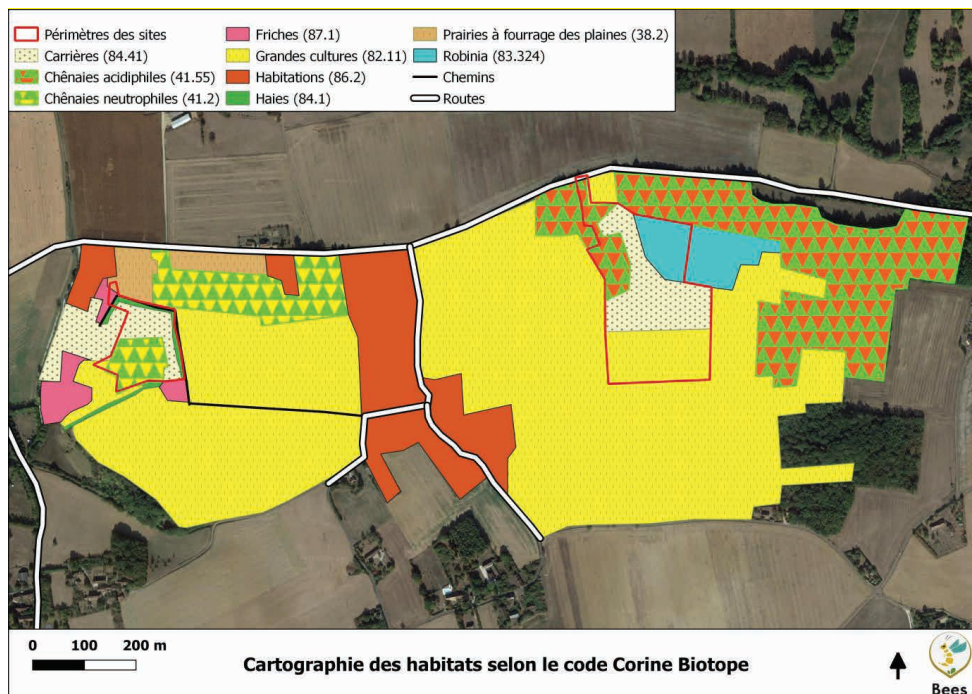 Périmètres des sites
Carrières (84.41)
Chênaies acidiphiles (41.55)
Chênaies neutrophiles (41.2)
Friches (87.1)
Grandes cultures (82.11)
Habitations (86.2)
Haies (84.1)
Prairies à fourrage des plaines (38.2)
Robinia (83.324)
Chemins
Routes
0 100 200 m
Cartographie des habitats selon le code Corine Biotope
Bees